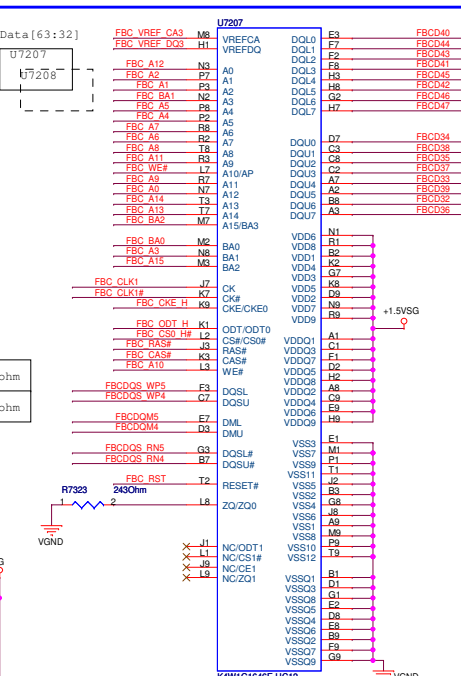 U7207
Data[63:32]
U7207
U7208
FBC_VREF_CA3 M8 VREFCA
FBC_VREF_DQ3 H1 VREFDQ
FBC_A12 N3 A0
FBC_A2 P7 A1
FBC_A1 P3 A2
FBC_BA1 N2 A3
FBC_A5 P8 A4
FBC_A4 P2 A5
FBC_A7 R8 A6
FBC_A6 R2 A7
FBC_A8 T8 A8
FBC_A11 R3 A9
FBC_WE# L7 A10/AP
FBC_A9 R7 A11
FBC_A0 N7 A12
FBC_A14 T3 A13
FBC_A13 T7 A14
FBC_BA2 M7 A15/BA3
FBC_BA0 M2 BA0
FBC_A3 N8 BA1
FBC_A15 M3 BA2
FBC_CLK1 J7 CK
FBC_CLK1# K7 CK#
FBC_CKE_H K9 CKE/CKE0
FBC_ODT_H K1 ODT/ODT0
FBC_CS0_H# L2 CS#/CS0#
FBC_RAS# J3 RAS#
FBC_CAS# K3 CAS#
FBC_A10 L3 WE#
ohm
ohm
FBCDQS_WP5 F3 DQSL
FBCDQS_WP4 C7 DQSU
FBCDQM5 E7 DML
FBCDQM4 D3 DMU
FBCDQS_RN5 G3 DQSL#
FBCDQS_RN4 B7 DQSU#
FBC_RST T2 RESET#
R7323 243Ohm
1 2 L8 ZQ/ZQ0
VGND
J1 NC/ODT1
L1 NC/CS1#
J9 NC/CE1
L9 NC/ZQ1
G
DQL0 E3 FBCD40
DQL1 F7 FBCD44
DQL2 F2 FBCD43
DQL3 F8 FBCD41
DQL4 H3 FBCD45
DQL5 H8 FBCD42
DQL6 G2 FBCD46
DQL7 H7 FBCD47
DQU0 D7 FBCD34
DQU1 C3 FBCD38
DQU2 C8 FBCD35
DQU3 C2 FBCD37
DQU4 A7 FBCD33
DQU5 A2 FBCD39
DQU6 B8 FBCD32
DQU7 A3 FBCD36
VDD6 N1
VDD8 R1
VDD1 B2
VDD4 K2
VDD3 G7
VDD5 K8
VDD2 D9
VDD7 N9
VDD9 R9
+1.5VSG
VDDQ1 A1
VDDQ3 C1
VDDQ7 F1
VDDQ5 D2
VDDQ8 H2
VDDQ2 A8
VDDQ4 C9
VDDQ6 E9
VDDQ9 H9
VSS3 E1
VSS7 M1
VSS9 P1
VSS11 T1
VSS5 J2
VSS2 B3
VSS4 G8
VSS6 J8
VSS1 A9
VSS8 M9
VSS10 P9
VSS12 T9
VSSQ1 B1
VSSQ3 D1
VSSQ8 G1
VSSQ5 E2
VSSQ4 D8
VSSQ6 E8
VSSQ2 B9
VSSQ7 F9
VSSQ9 G9
VGND